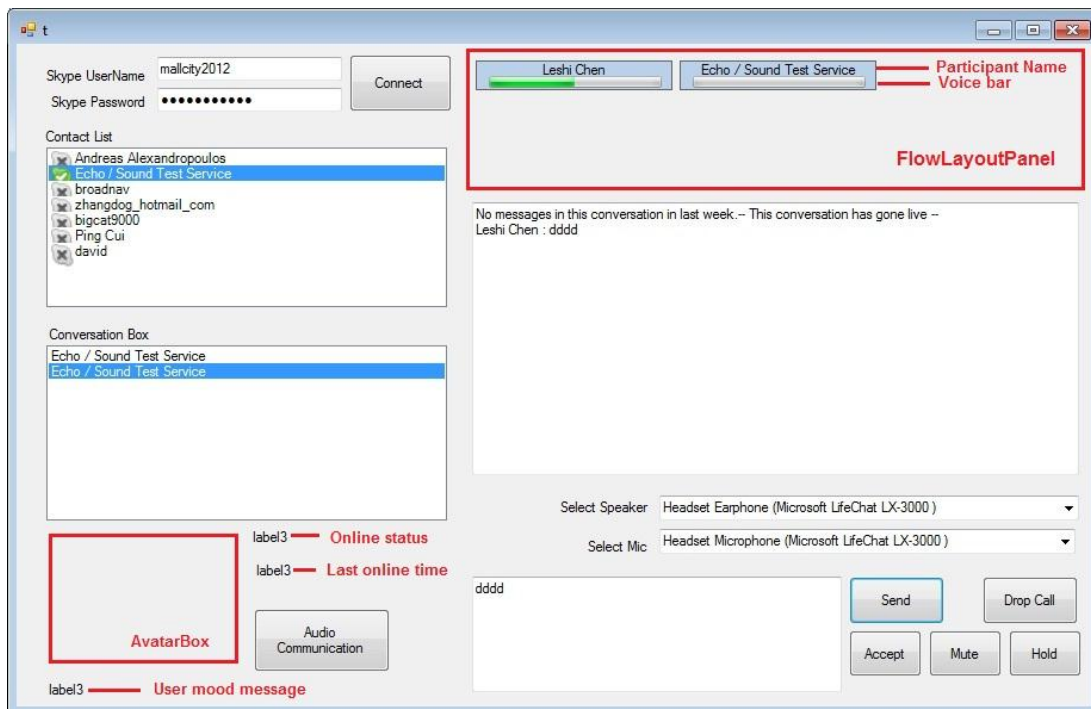 t
Skype UserName
mallcity2012
Skype Password
●●●●●●●●●●●
Connect
Contact List
Andreas Alexandropoulos
Echo / Sound Test Service
broadnav
zhangdog_hotmail_com
bigcat9000
Ping Cui
david
Conversation Box
Echo / Sound Test Service
Echo / Sound Test Service
label3
Online status
label3
Last online time
AvatarBox
Audio
Communication
label3
User mood message
Leshi Chen
Echo / Sound Test Service
Participant Name
Voice bar
FlowLayoutPanel
No messages in this conversation in last week.-- This conversation has gone live --
Leshi Chen : dddd
Select Speaker
Headset Earphone (Microsoft LifeChat LX-3000 )
Select Mic
Headset Microphone (Microsoft LifeChat LX-3000 )
dddd
Send
Drop Call
Accept
Mute
Hold